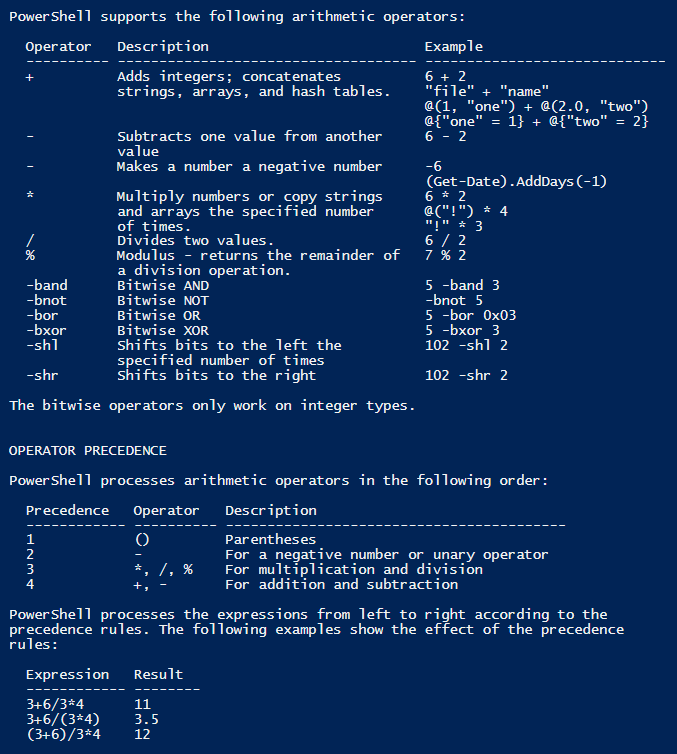 PowerShell supports the following arithmetic operators:
Operator Description Example
---------- ------------------------------------ -----------------------------
+ Adds integers; concatenates 6 + 2
strings, arrays, and hash tables. "file" + "name"
@(1, "one") + @(2.0, "two")
@{"one" = 1} + @{"two" = 2}
- Subtracts one value from another 6 - 2
value
- Makes a number a negative number -6
(Get-Date).AddDays(-1)
* Multiply numbers or copy strings 6 * 2
and arrays the specified number @("!") * 4
of times. "!" * 3
/ Divides two values. 6 / 2
% Modulus - returns the remainder of 7 % 2
a division operation.
-band Bitwise AND 5 -band 3
-bnot Bitwise NOT -bnot 5
-bor Bitwise OR 5 -bor 0x03
-bxor Bitwise XOR 5 -bxor 3
-shl Shifts bits to the left the 102 -shl 2
specified number of times
-shr Shifts bits to the right 102 -shr 2
The bitwise operators only work on integer types.
OPERATOR PRECEDENCE
PowerShell processes arithmetic operators in the following order:
Precedence Operator Description
------------ ---------- -----------------------------------------
1 () Parentheses
2 - For a negative number or unary operator
3 *, /, % For multiplication and division
4 +, - For addition and subtraction
PowerShell processes the expressions from left to right according to the
precedence rules. The following examples show the effect of the precedence
rules:
Expression Result
------------ --------
3+6/3*4 11
3+6/(3*4) 3.5
(3+6)/3*4 12